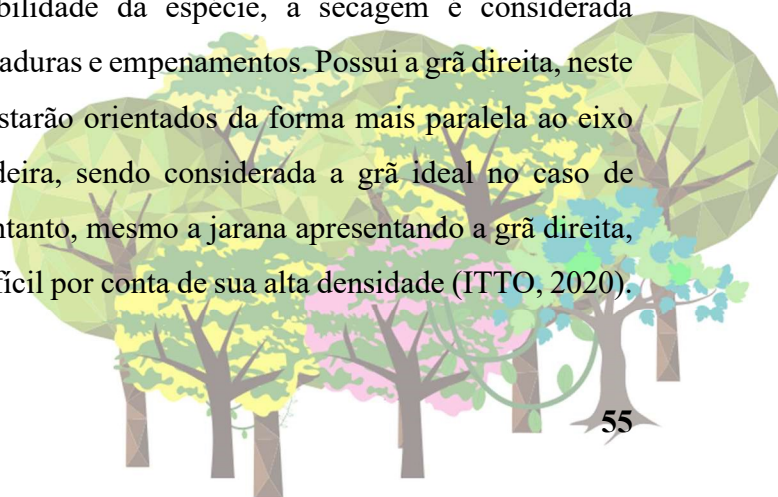 bilidade da espécie, a secagem é considerada
aduras e empenamentos. Possui a grã direita, neste
starão orientados da forma mais paralela ao eixo
deira, sendo considerada a grã ideal no caso de
ntanto, mesmo a jarana apresentando a grã direita,
fícil por conta de sua alta densidade (ITTO, 2020).
55